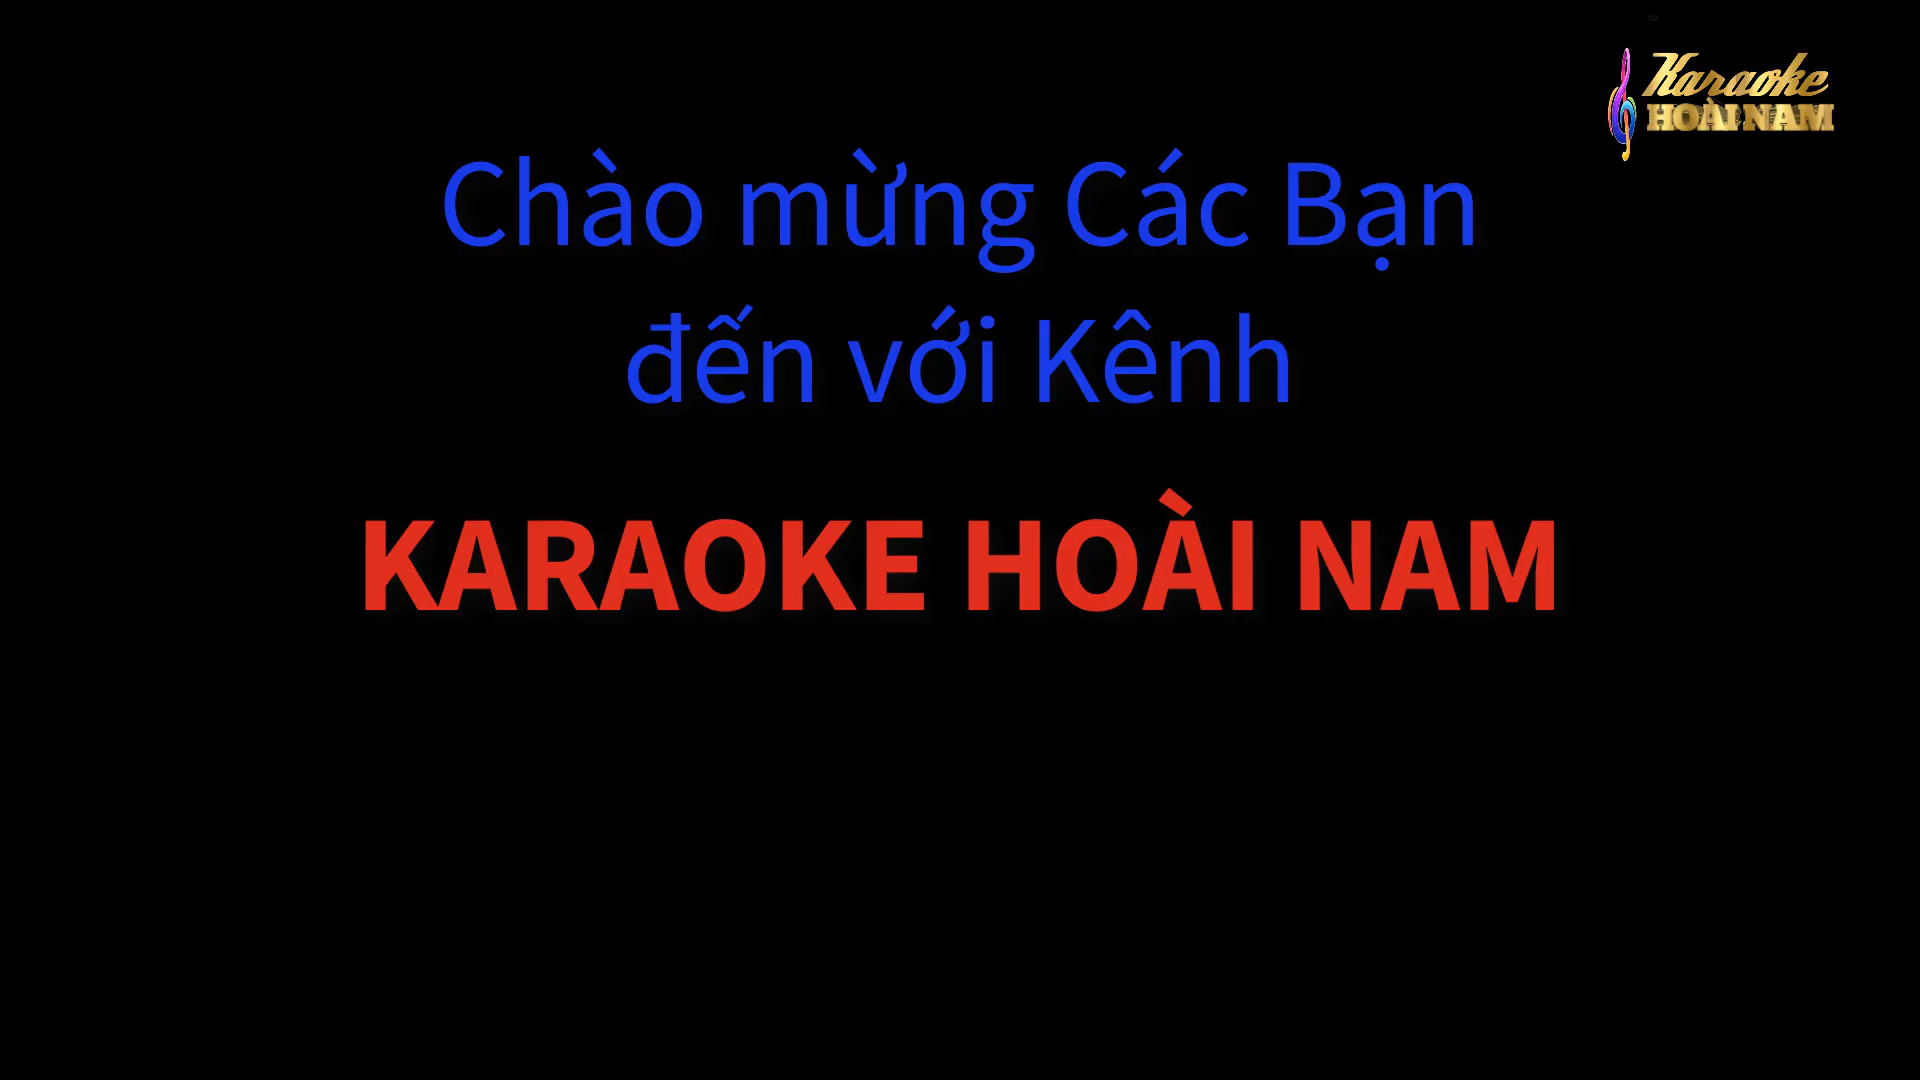 Karaoke
HOÀI NAM
Chào mừng Các Bạn
đến với Kênh
KARAOKE HOÀI NAM